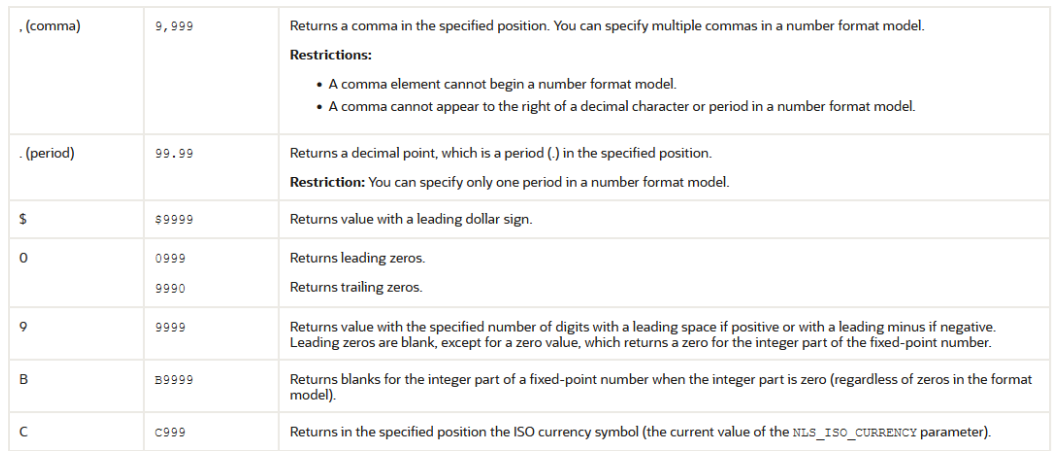 , (comma) 9,999 Returns a comma in the specified position. You can specify multiple commas in a number format model.
Restrictions:
• A comma element cannot begin a number format model.
• A comma cannot appear to the right of a decimal character or period in a number format model.
. (period) 99.99 Returns a decimal point, which is a period (.) in the specified position.
Restriction: You can specify only one period in a number format model.
$ $9999 Returns value with a leading dollar sign.
0 0999 Returns leading zeros.
9990 Returns trailing zeros.
9 9999 Returns value with the specified number of digits with a leading space if positive or with a leading minus if negative.
Leading zeros are blank, except for a zero value, which returns a zero for the integer part of the fixed-point number.
B B9999 Returns blanks for the integer part of a fixed-point number when the integer part is zero (regardless of zeros in the format
model).
C C999 Returns in the specified position the ISO currency symbol (the current value of the NLS_ISO_CURRENCY parameter).